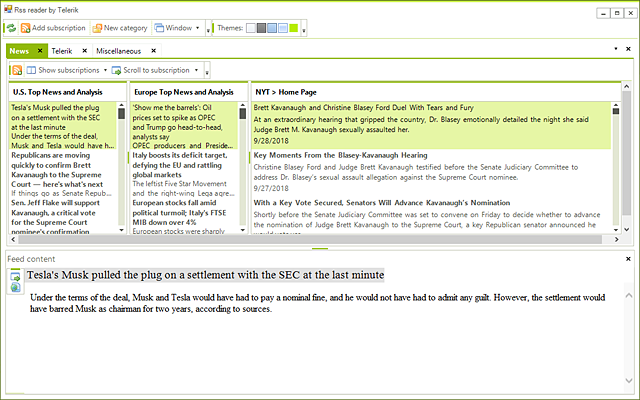 Rss reader by Telerik
Add subscription New category Window Themes:
News Telerik Miscellaneous
Show subscriptions Scroll to subscription
U.S. Top News and Analysis
Tesla's Musk pulled the plug
on a settlement with the SEC
at the last minute
Under the terms of the deal,
Musk and Tesla would have h
Republicans are moving
quickly to confirm Brett
Kavanaugh to the Supreme
Court — here's what's next
If things go as Senate Repub...
Sen. Jeff Flake will support
Kavanaugh, a critical vote
for the Supreme Court
nominee's confirmation
Europe Top News and Analysis
'Show me the barrels': Oil
prices set to spike as OPEC
and Trump go head-to-head,
analysts say
OPEC producers and Preside...
Italy boosts its deficit target,
defying the EU and rattling
global markets
The leftist Five Star Movement
and the right-wing Lega agre...
European stocks fall amid
political turmoil; Italy's FTSE
MIB down over 4%
European stocks were sharply
NYT > Home Page
Brett Kavanaugh and Christine Blasey Ford Duel With Tears and Fury
At an extraordinary hearing that gripped the country, Dr. Blasey emotionally detailed the night she said
Judge Brett M. Kavanaugh sexually assaulted her.
9/28/2018
Key Moments From the Blasey-Kavanaugh Hearing
Christine Blasey Ford and Judge Brett Kavanaugh testified before the Senate Judiciary Committee to
address Dr. Blasey's sexual assault allegation against the Supreme Court nominee.
9/27/2018
With a Key Vote Secured, Senators Will Advance Kavanaugh's Nomination
Shortly before the Senate Judiciary Committee was set to convene on Friday to decide whether to advance
the nomination of Judge Brett Kavanaugh to the Supreme Court, a key Republican senator announced he
Feed content
Tesla's Musk pulled the plug on a settlement with the SEC at the last minute
Under the terms of the deal, Musk and Tesla would have had to pay a nominal fine, and he would not have had to admit any guilt. However, the settlement would
have barred Musk as chairman for two years, according to sources.